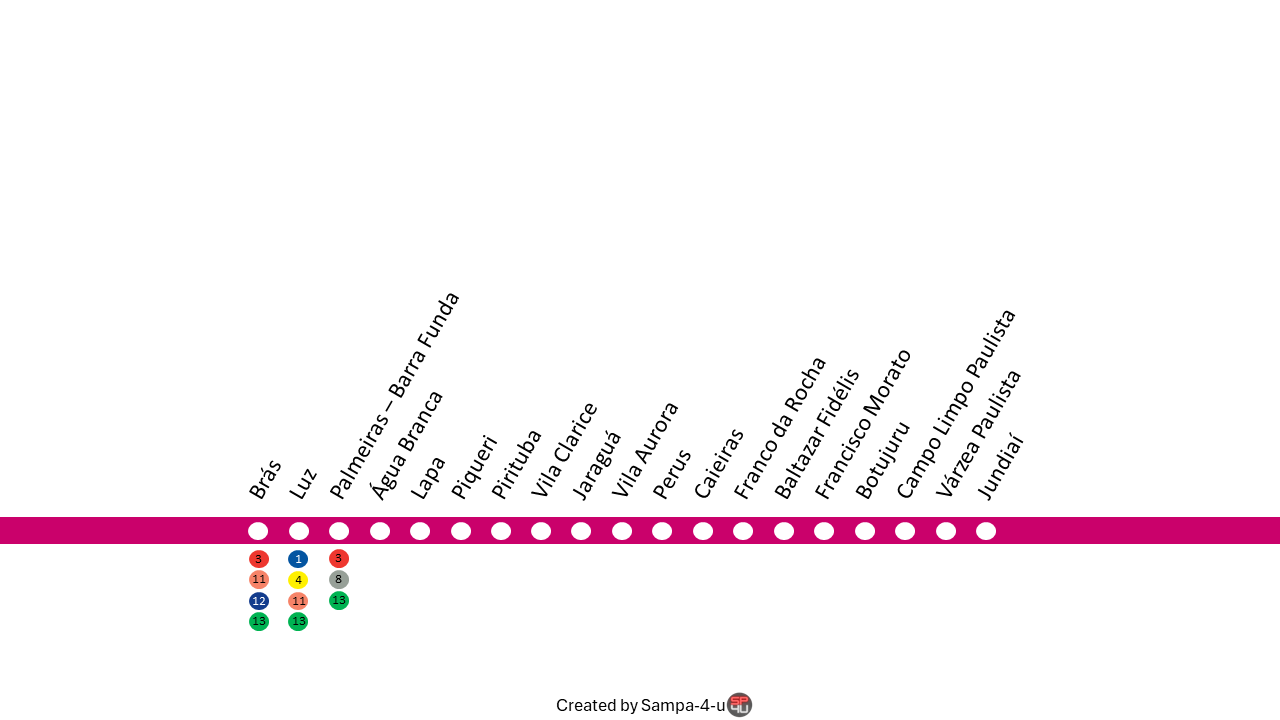 Brás
Luz
Palmeiras – Barra Funda
Água Branca
Lapa
Piqueri
Pirituba
Vila Clarice
Jaraguá
Vila Aurora
Perus
Caieiras
Franco da Rocha
Baltazar Fidélis
Francisco Morato
Botujuru
Campo Limpo Paulista
Várzea Paulista
Jundiaí
3 1 3
11 4 8
12 11 13
13 13
Created by Sampa-4-u SP 4U